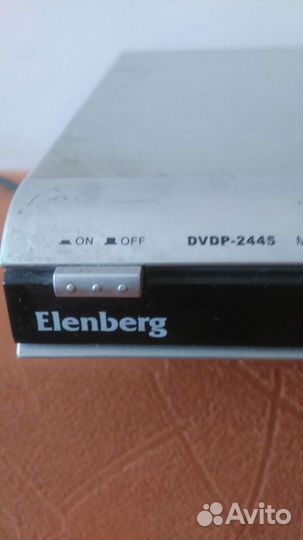 ON OFF DVDP-2445
Elenberg
Avito